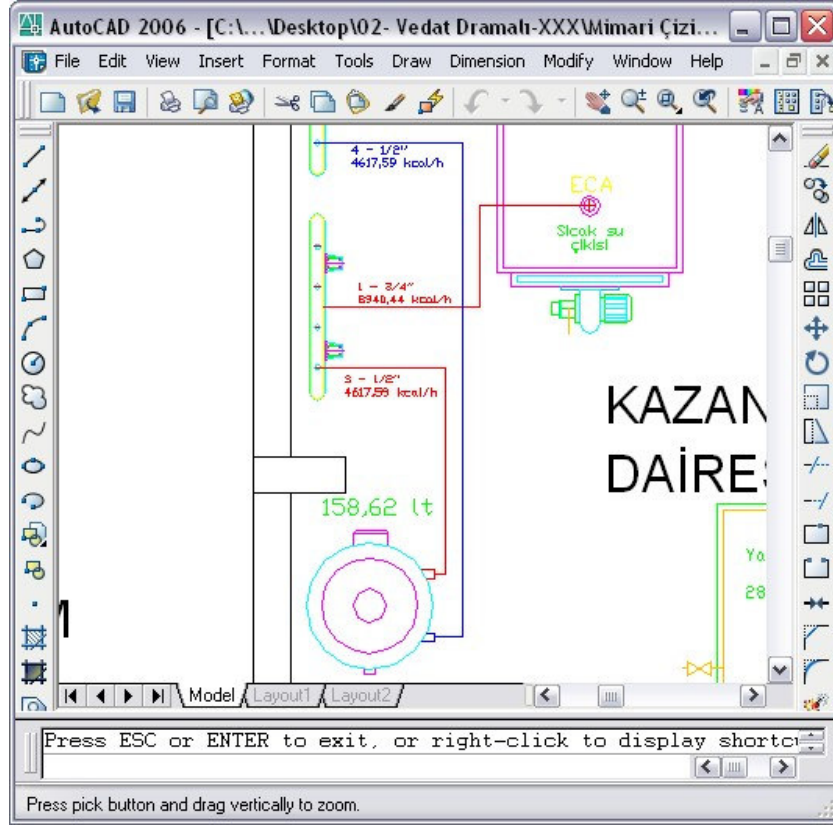 AutoCAD 2006 - [C:\...\Desktop\02- Vedat Dramalı-XXX\Mimari Çizi...
File Edit View Insert Format Tools Draw Dimension Modify Window Help
4 - 1/2"
4617,59 kcal/h
ECA
Sıcak su
çıkısı
1 - 3/4"
8940,44 kcal/h
3 - 1/2"
4617,59 kcal/h
KAZAN
DAİRES
158,62 lt
Ya
28
M
Model Layout1 Layout2
Press ESC or ENTER to exit, or right-click to display shortcu
Press pick button and drag vertically to zoom.